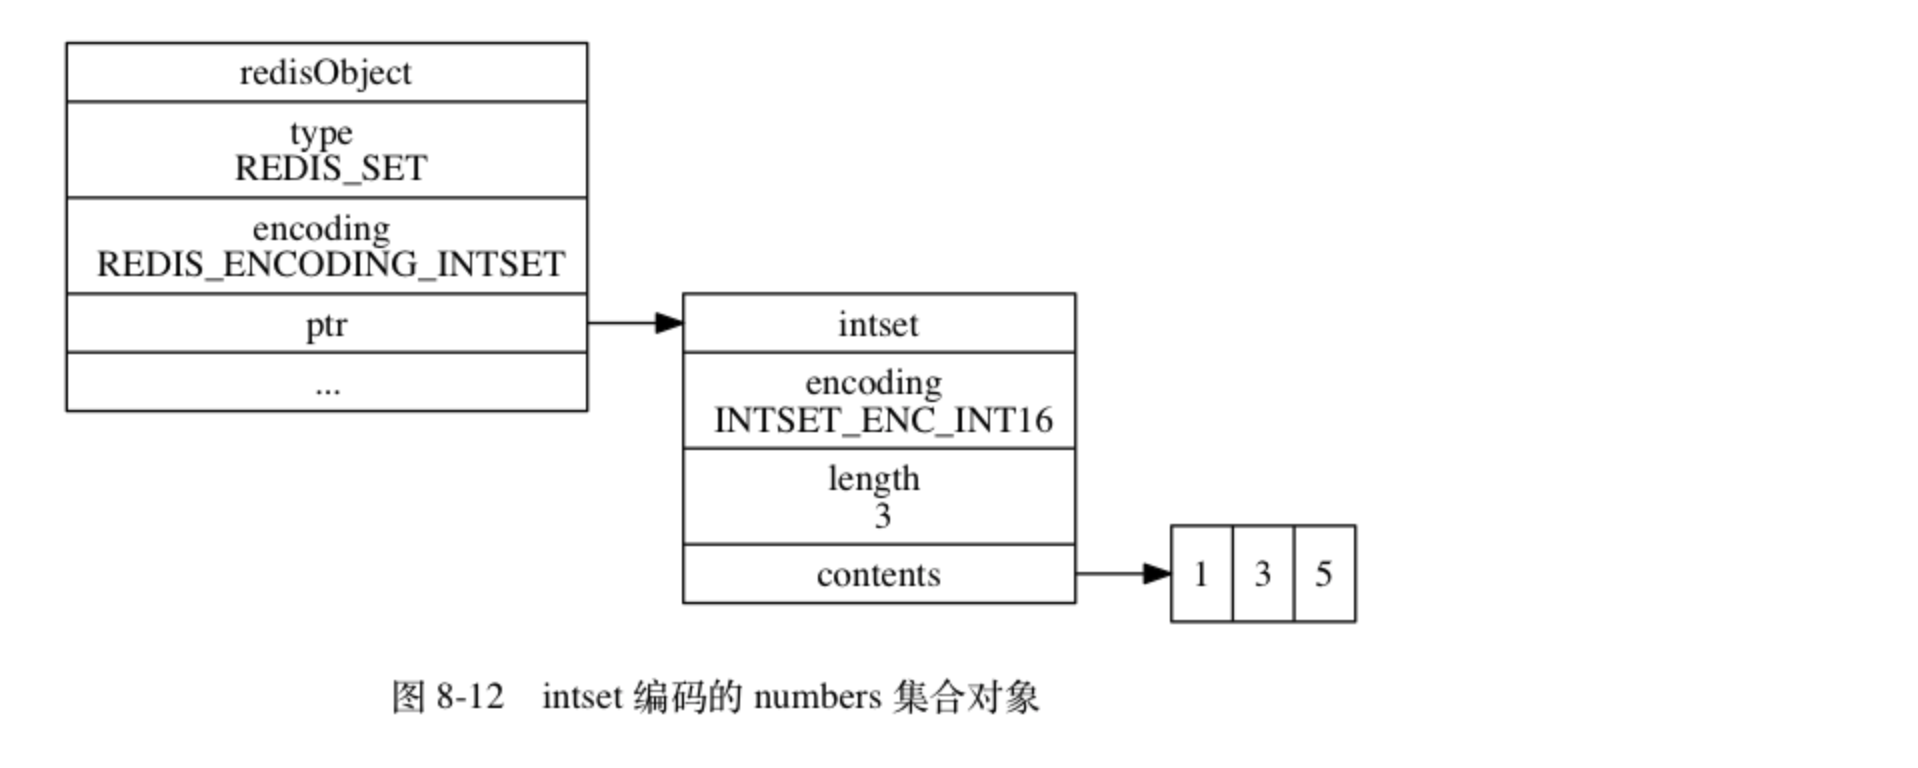 redisObject
type
REDIS_SET
encoding
REDIS_ENCODING_INTSET
ptr
...
intset
encoding
INTSET_ENC_INT16
length
3
contents
1 3 5
图 8-12 intset 编码的 numbers 集合对象